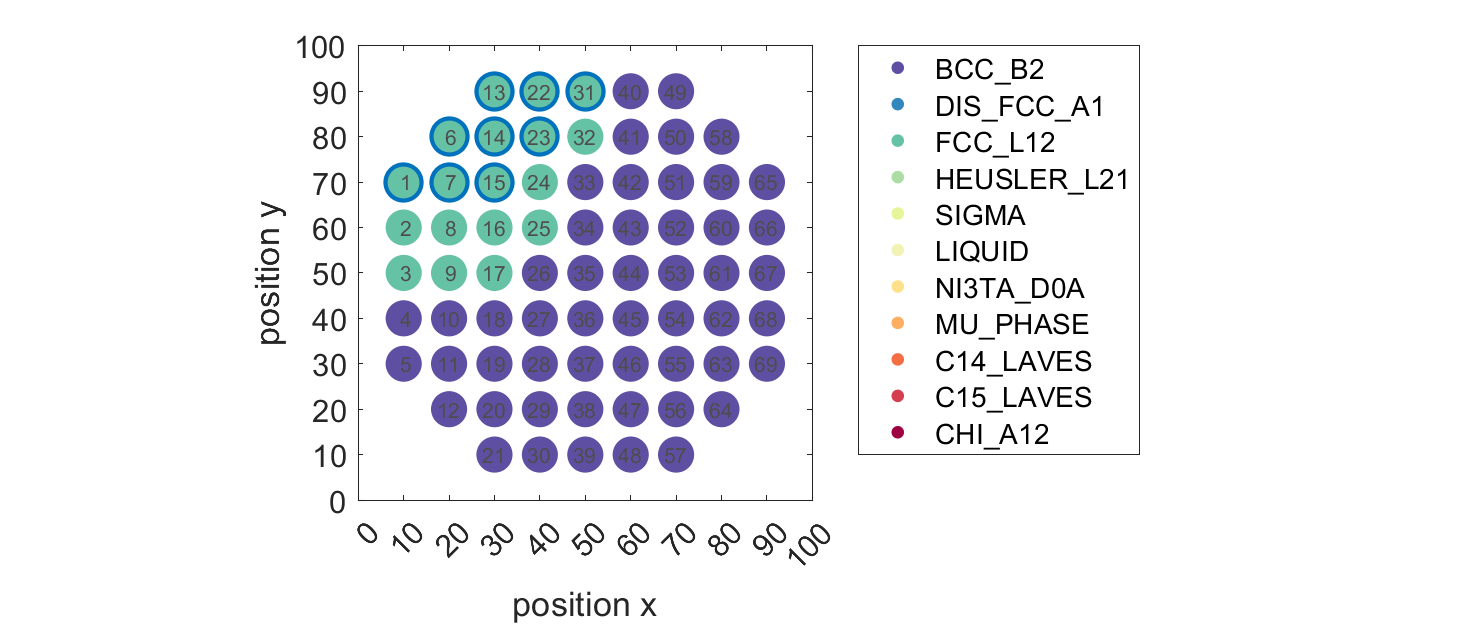 100
90
80
70
60
50
40
30
20
10
0
13 22 31 40 49
6 14 23 32 41 50 58
1 7 15 24 33 42 51 59 65
2 8 16 25 34 43 52 60 66
3 9 17 26 35 44 53 61 67
4 10 18 27 36 45 54 62 68
5 11 19 28 37 46 55 63 69
12 20 29 38 47 56 64
21 30 39 48 57
0 10 20 30 40 50 60 70 80 90 100
position x
position y
BCC_B2
DIS_FCC_A1
FCC_L12
HEUSLER_L21
SIGMA
LIQUID
NI3TA_D0A
MU_PHASE
C14_LAVES
C15_LAVES
CHI_A12